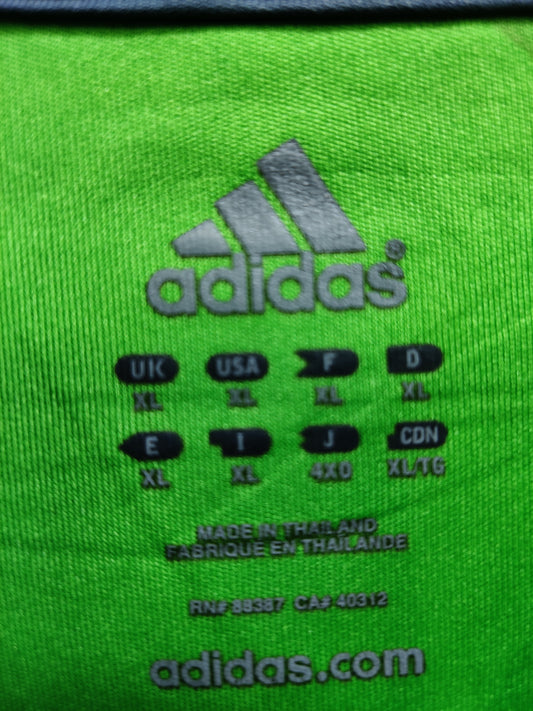 adidas®
UK USA F D
XL XL XL XL
E I J CDN
XL XL 4XO XL/TG
MADE IN THAILAND
FABRIQUE EN THAILANDE
RN# 88387 CA# 40312
adidas.com